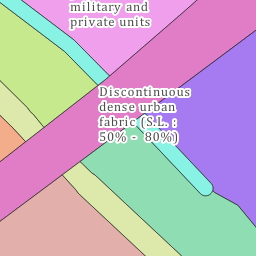 military and
private units
Discontinuous
dense urban
fabric (S.L. :
50% - 80%)